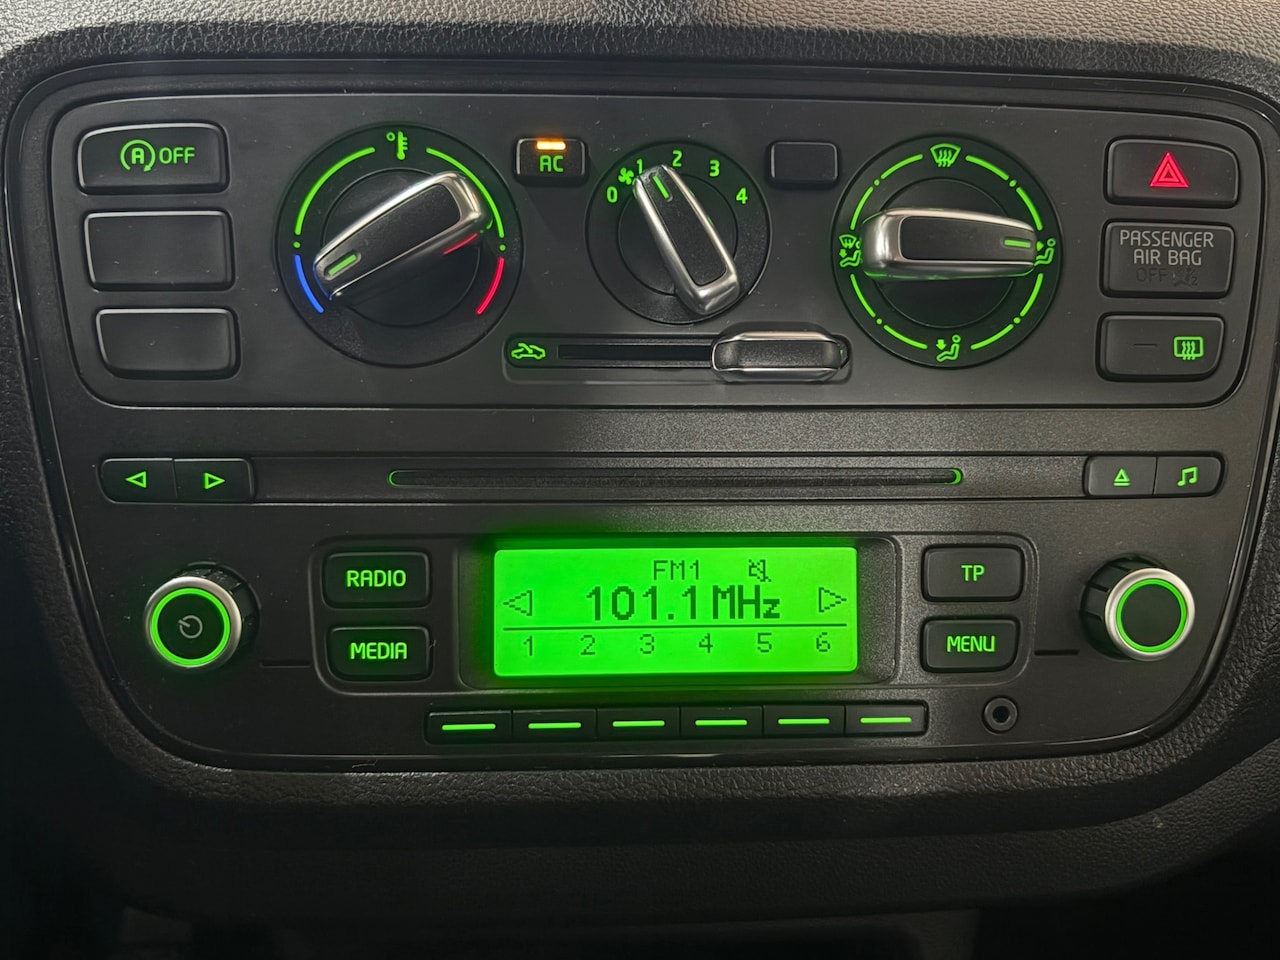 A OFF
AC
0 1 2 3 4
PASSENGER
AIR BAG
OFF
RADIO
MEDIA
FM1
101.1 MHz
1 2 3 4 5 6
TP
MENU